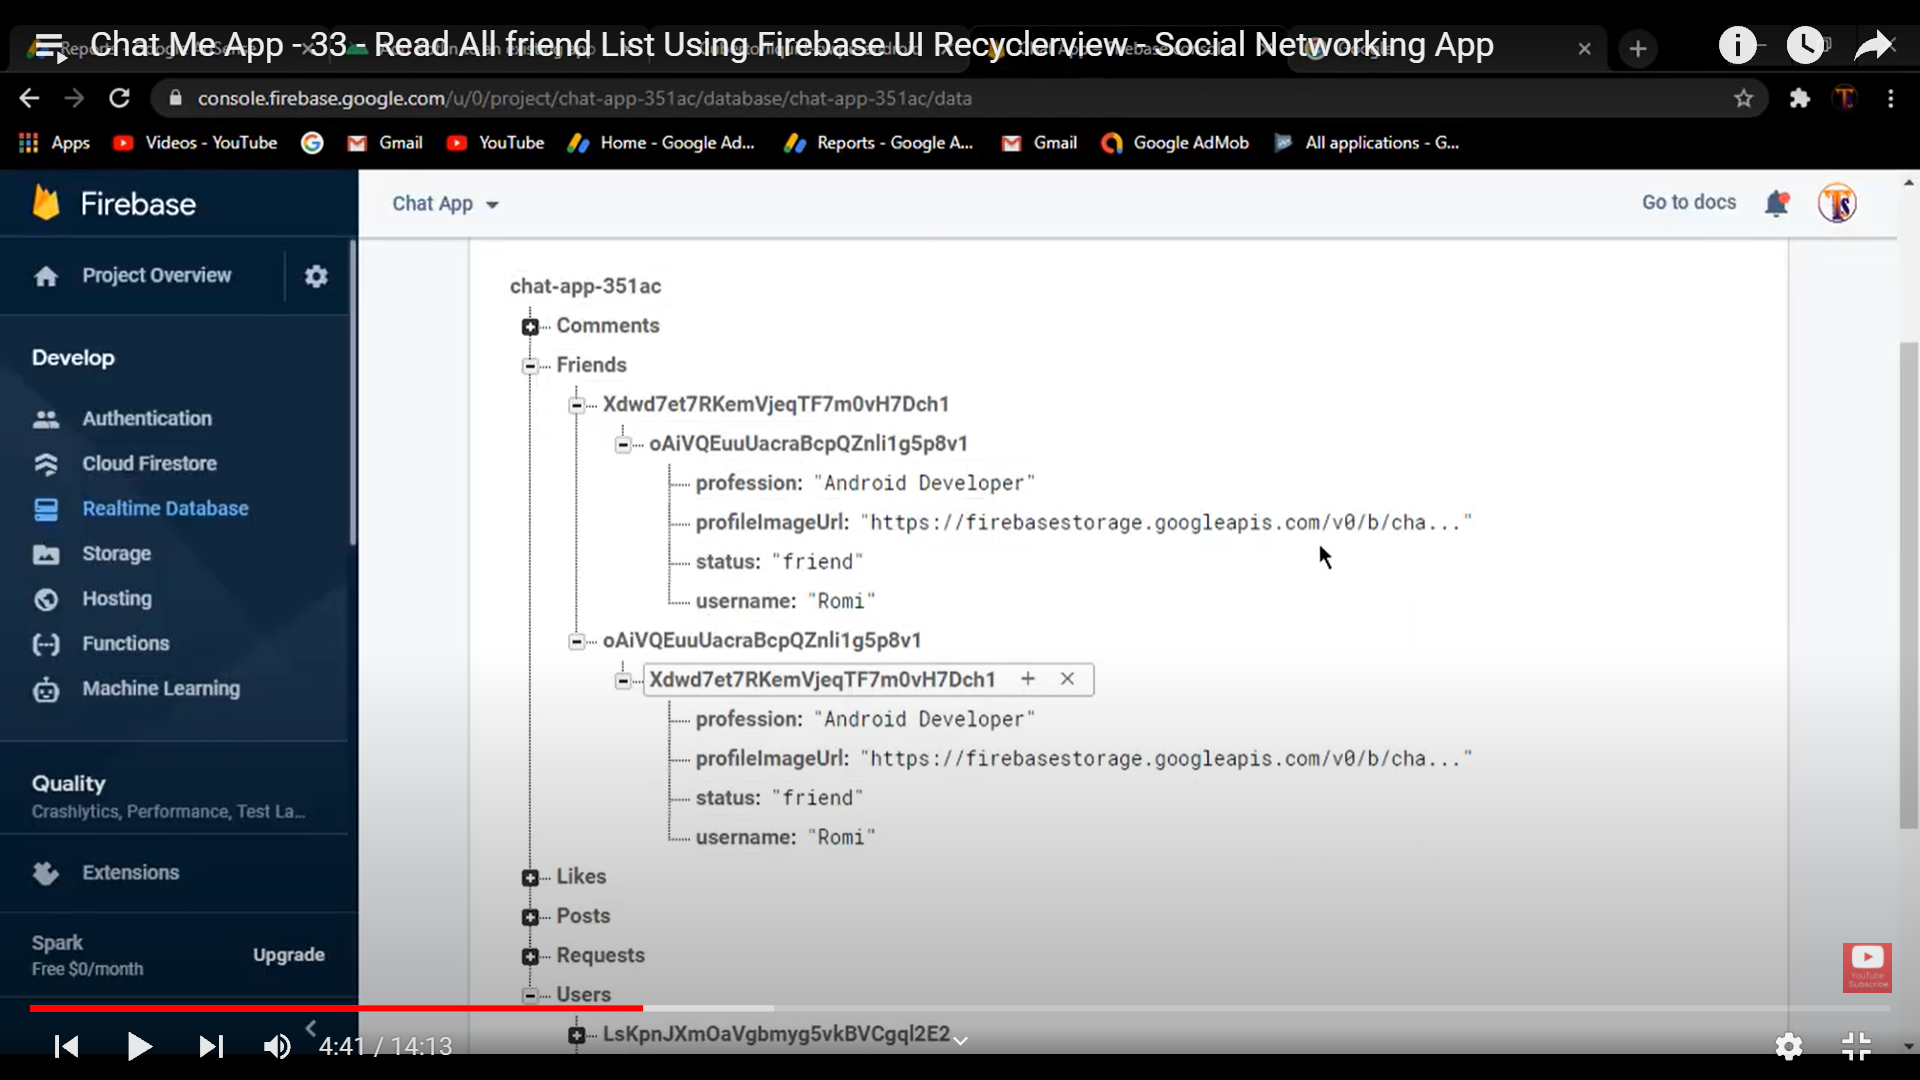 Chat Me App - 33 - Read All friend List Using Firebase UI Recyclerview - Social Networking App
console.firebase.google.com/u/0/project/chat-app-351ac/database/chat-app-351ac/data
Apps Videos - YouTube Gmail YouTube Home - Google Ad... Reports - Google A... Gmail Google AdMob All applications - G...
Firebase
Chat App
Go to docs
Ts
Project Overview
Develop
Authentication
Cloud Firestore
Realtime Database
Storage
Hosting
Functions
Machine Learning
Quality
Crashlytics, Performance, Test La...
Extensions
Spark
Free $0/month
Upgrade
chat-app-351ac
Comments
Friends
Xdwd7et7RKemVjeqTF7m0vH7Dch1
oAiVQEuuUacraBcpQZnli1g5p8v1
profession: "Android Developer"
profileImageUrl: "https://firebasestorage.googleapis.com/v0/b/cha..."
status: "friend"
username: "Romi"
oAiVQEuuUacraBcpQZnli1g5p8v1
Xdwd7et7RKemVjeqTF7m0vH7Dch1
profession: "Android Developer"
profileImageUrl: "https://firebasestorage.googleapis.com/v0/b/cha..."
status: "friend"
username: "Romi"
Likes
Posts
Requests
Users
LsKpnJXmOaVgbmyg5vkBVCgql2E2
YouTube
Subscribe
4:41 / 14:13